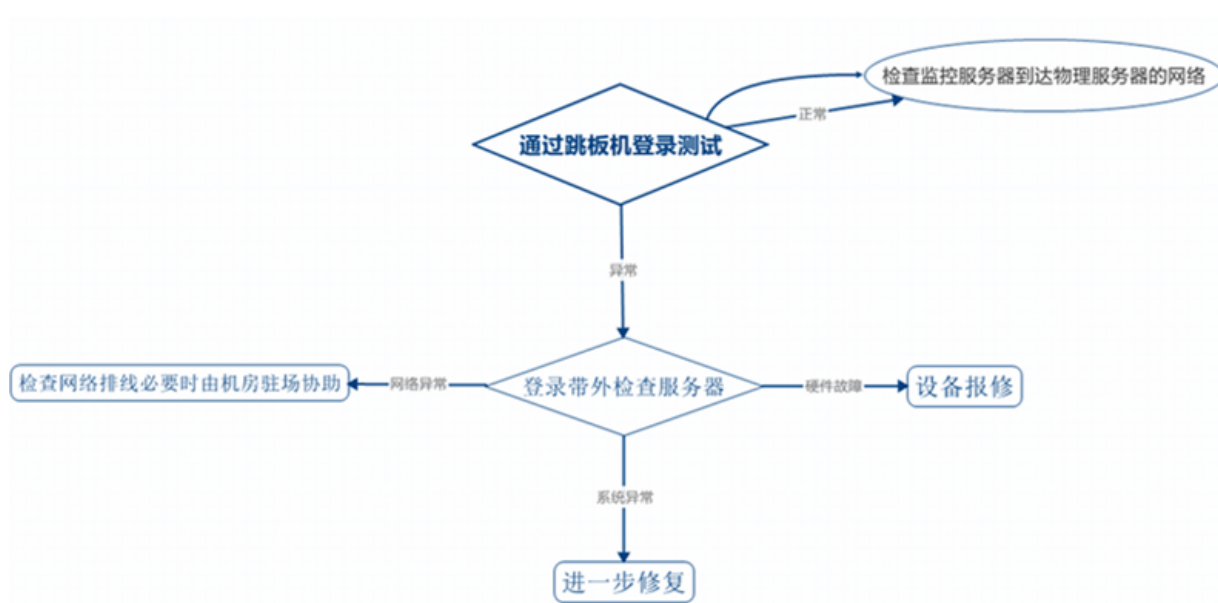 检查监控服务器到达物理服务器的网络
正常
通过跳板机登录测试
异常
检查网络排线必要时由机房驻场协助
网络异常
登录带外检查服务器
硬件故障
设备报修
系统异常
进一步修复